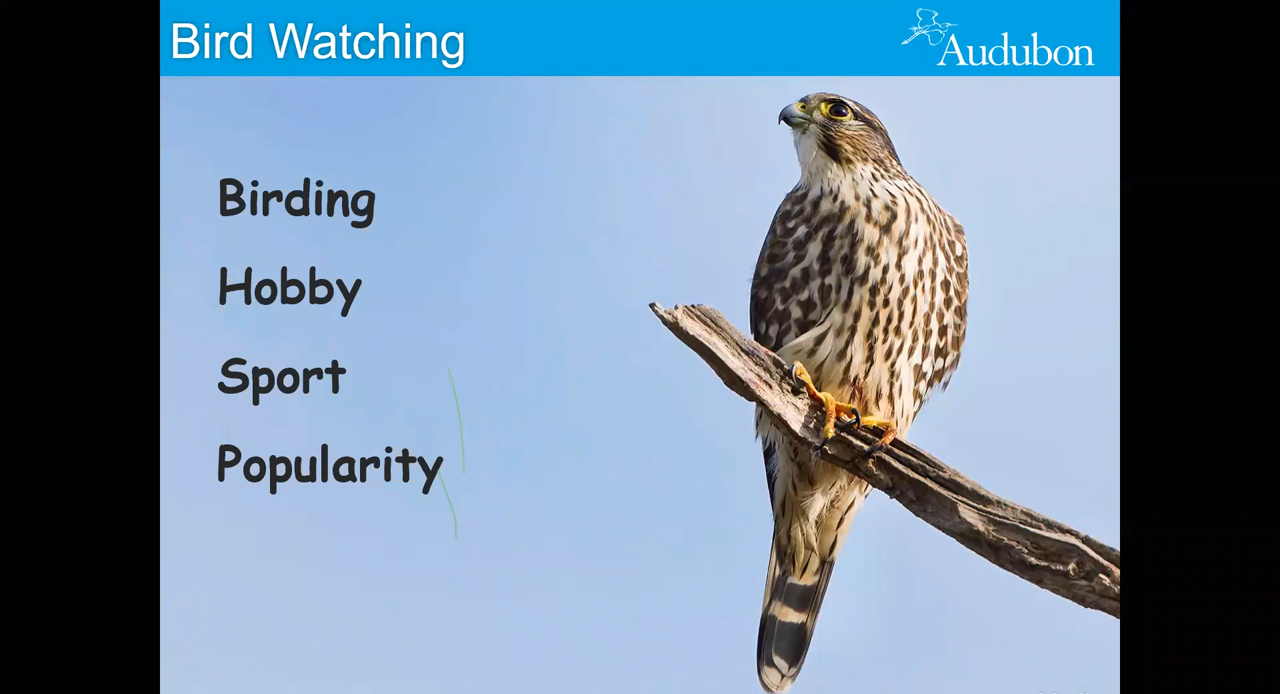 Bird Watching
Audubon
Birding
Hobby
Sport
Popularity